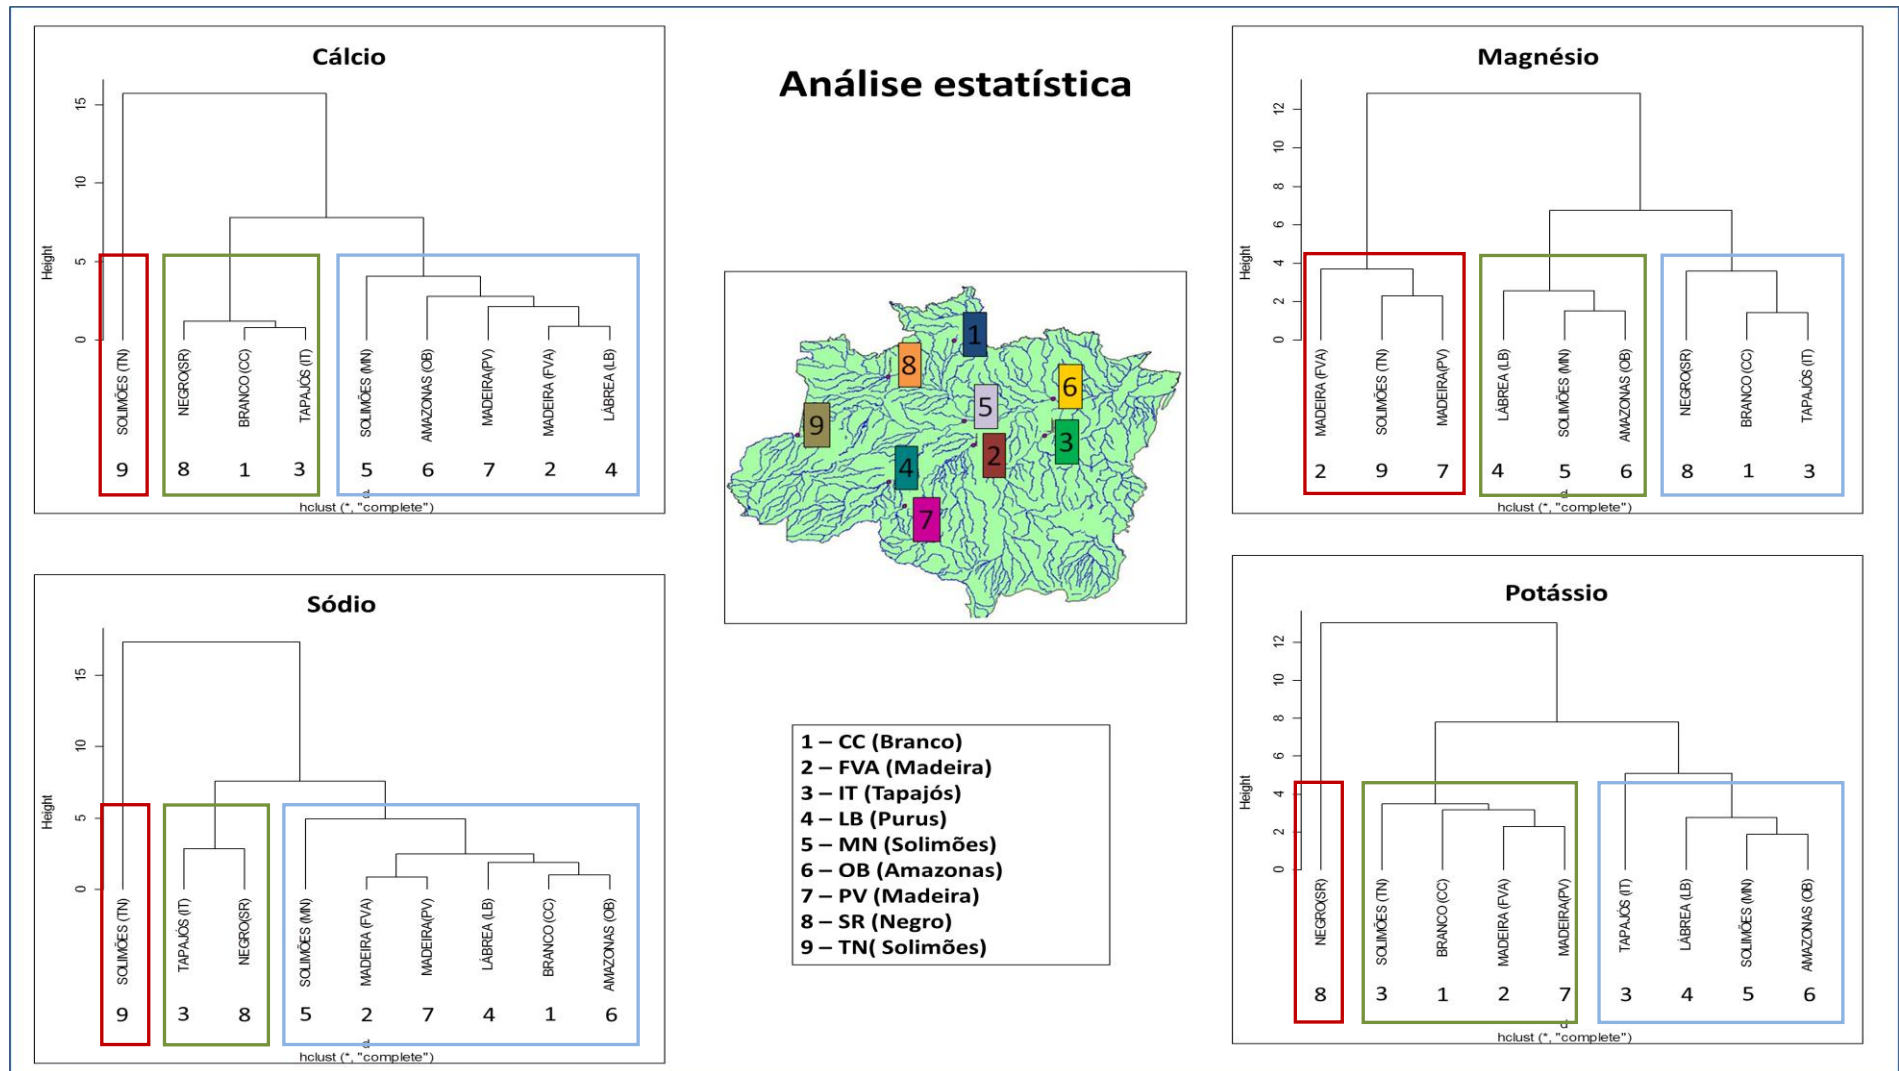 Análise estatística
Cálcio
Height
0 5 10 15
SOLIMÕES (TN)
NEGRO(SR)
BRANCO (CC)
TAPAJÓS (IT)
SOLIMÕES (MN)
AMAZONAS (OB)
MADEIRA(PV)
MADEIRA (FVA)
LÁBREA (LB)
9 8 1 3 5 6 7 2 4
d
hclust (*, "complete")
Magnésio
Height
0 2 4 6 8 10 12
MADEIRA (FVA)
SOLIMÕES (TN)
MADEIRA(PV)
LÁBREA (LB)
SOLIMÕES (MN)
AMAZONAS (OB)
NEGRO(SR)
BRANCO (CC)
TAPAJÓS (IT)
2 9 7 4 5 6 8 1 3
d
hclust (*, "complete")
1
8
6
5
9
3
2
4
7
Sódio
Height
0 5 10 15
SOLIMÕES (TN)
TAPAJÓS (IT)
NEGRO(SR)
SOLIMÕES (MN)
MADEIRA (FVA)
MADEIRA(PV)
LÁBREA (LB)
BRANCO (CC)
AMAZONAS (OB)
9 3 8 5 2 7 4 1 6
d
hclust (*, "complete")
1 – CC (Branco)
2 – FVA (Madeira)
3 – IT (Tapajós)
4 – LB (Purus)
5 – MN (Solimões)
6 – OB (Amazonas)
7 – PV (Madeira)
8 – SR (Negro)
9 – TN( Solimões)
Potássio
Height
0 2 4 6 8 10 12
NEGRO(SR)
SOLIMÕES (TN)
BRANCO (CC)
MADEIRA (FVA)
MADEIRA(PV)
TAPAJÓS (IT)
LÁBREA (LB)
SOLIMÕES (MN)
AMAZONAS (OB)
8 3 1 2 7 3 4 5 6
d
hclust (*, "complete")